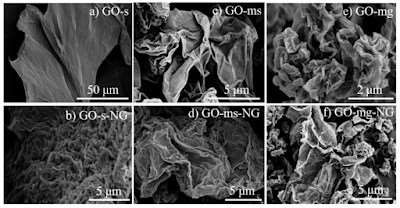 a) GO-s
50 μm
c) GO-ms
5 μm
e) GO-mg
2 μm
b) GO-s-NG
5 μm
d) GO-ms-NG
5 μm
f) GO-mg-NG
5 μm